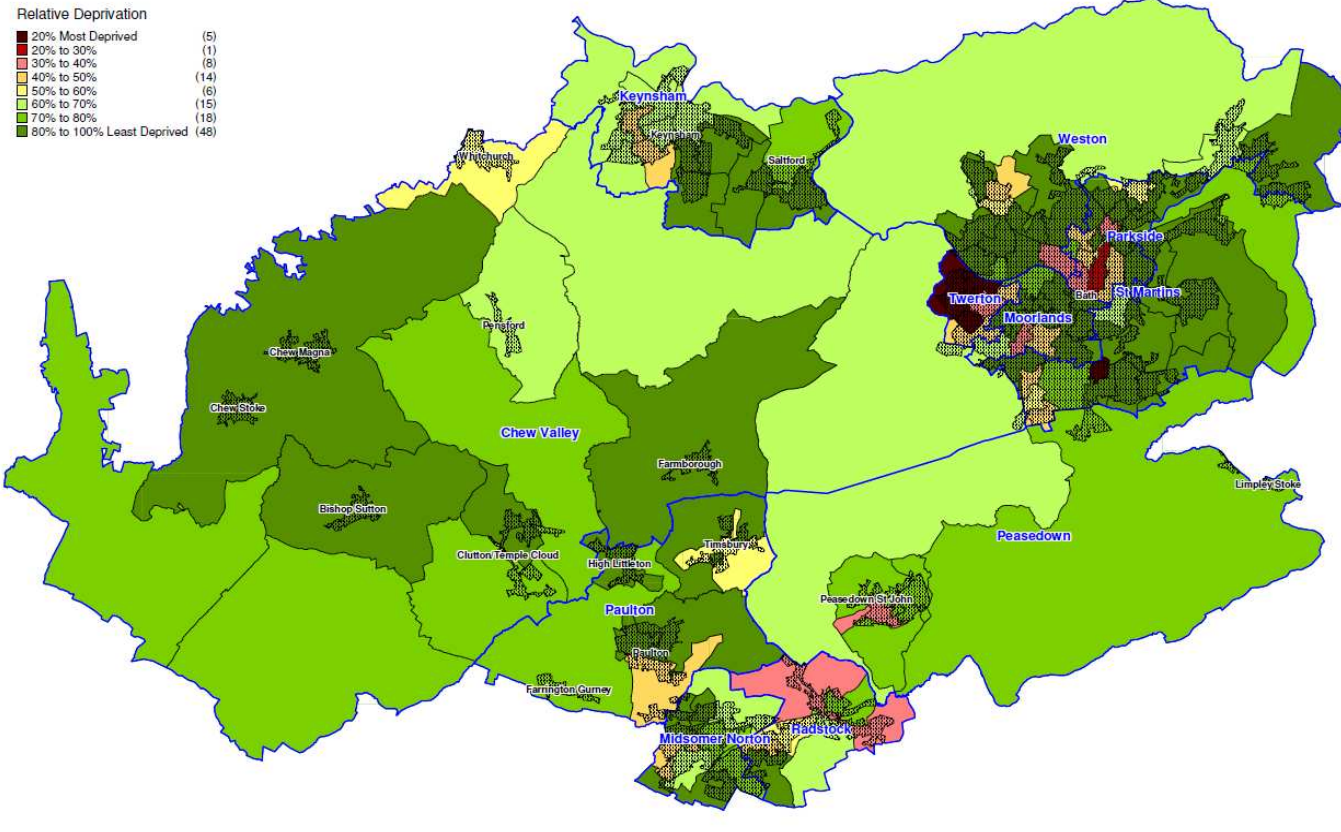 Relative Deprivation
20% Most Deprived (5)
20% to 30% (1)
30% to 40% (8)
40% to 50% (14)
50% to 60% (6)
60% to 70% (15)
70% to 80% (18)
80% to 100% Least Deprived (48)
Keynsham
Keynsham
Whitchurch
Saltford
Weston
Parkside
Twerton
Bath
St Martins
Moorlands
Pensford
Chew Magna
Chew Stoke
Chew Valley
Farmborough
Limpley Stoke
Bishop Sutton
Clutton/Temple Cloud
Timsbury
High Littleton
Peasedown
Peasedown St John
Paulton
Paulton
Farrington Gurney
Midsomer Norton
Radstock